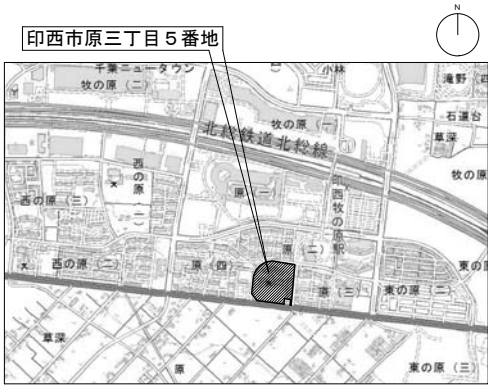 N
印西市原三丁目5番地
千葉ニュータウン
小林
滝野(四
牧の原(二)
石道台
牧の原(一)
草深
北総鉄道北総線
牧の原
西の原(一)
原(一)
印西牧の原駅
西の原(三)
原(二)
西の原(二)
原(四)
東の原
原(三)
東の原(二)
草深
原
東の原(三)